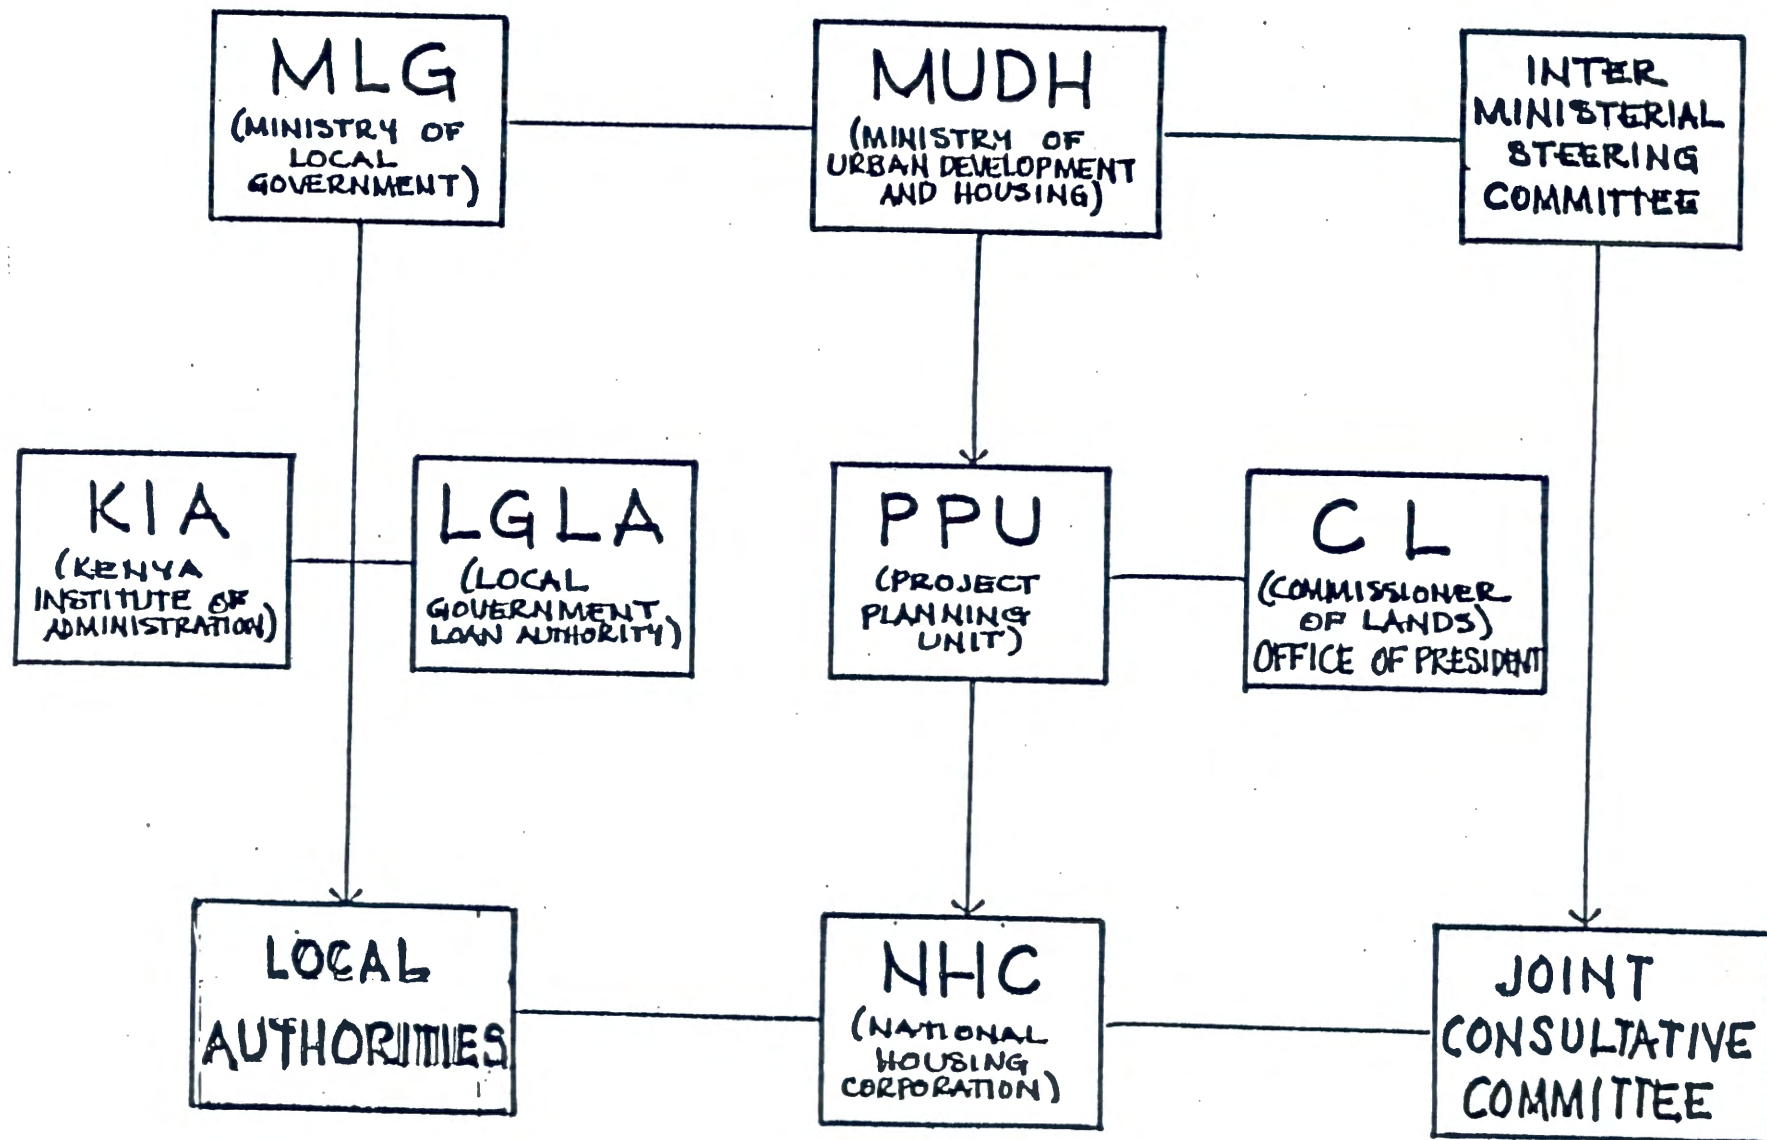 MLG
(MINISTRY OF
LOCAL
GOVERNMENT)
MUDH
(MINISTRY OF
URBAN DEVELOPMENT
AND HOUSING)
INTER
MINISTERIAL
STEERING
COMMITTEE
KIA
(KENYA
INSTITUTE OF
ADMINISTRATION)
LGLA
(LOCAL
GOVERNMENT
LOAN AUTHORITY)
PPU
(PROJECT
PLANNING
UNIT)
CL
(COMMISSIONER
OF LANDS)
OFFICE OF PRESIDENT
LOCAL
AUTHORITIES
NHC
(NATIONAL
HOUSING
CORPORATION)
JOINT
CONSULTATIVE
COMMITTEE